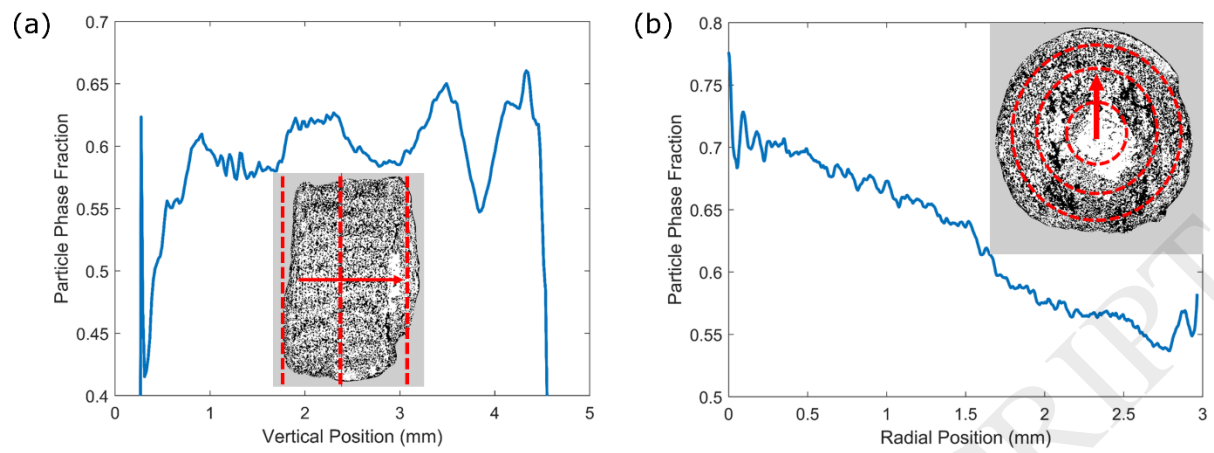 (a)
0.7
0.65
0.6
0.55
0.5
0.45
0.4
Particle Phase Fraction
0 1 2 3 4 5
Vertical Position (mm)
(b)
0.8
0.75
0.7
0.65
0.6
0.55
0.5
Particle Phase Fraction
0 0.5 1 1.5 2 2.5 3
Radial Position (mm)
RIPT